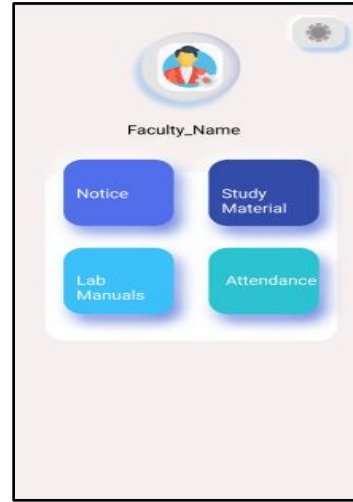 Faculty_Name
Notice
Study
Material
Lab
Manuals
Attendance